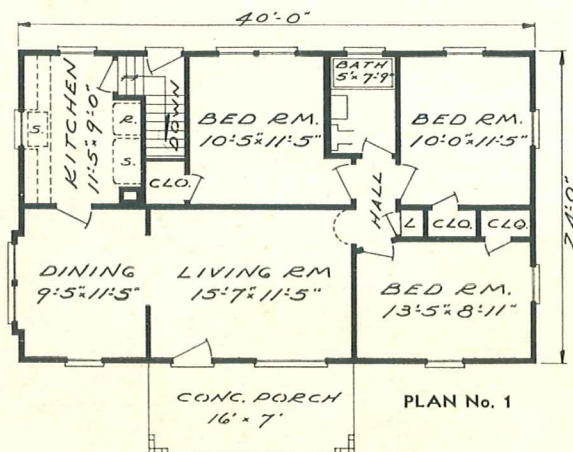 40'-0"
BATH
5'x 7'-9"
KITCHEN
11'-5"x 9'-0"
S.
R.
S.
DOWN
BED RM.
10'-5"x 11'-5"
BED RM.
10'-0"x 11'-5"
24'-0"
CLO.
HALL
L
CLO.
CLO.
DINING
9'-5"x 11'-5"
LIVING RM
15'-7"x 11'-5"
BED RM.
13'-5"x 8'-11"
CONC. PORCH
16' x 7'
PLAN No. 1